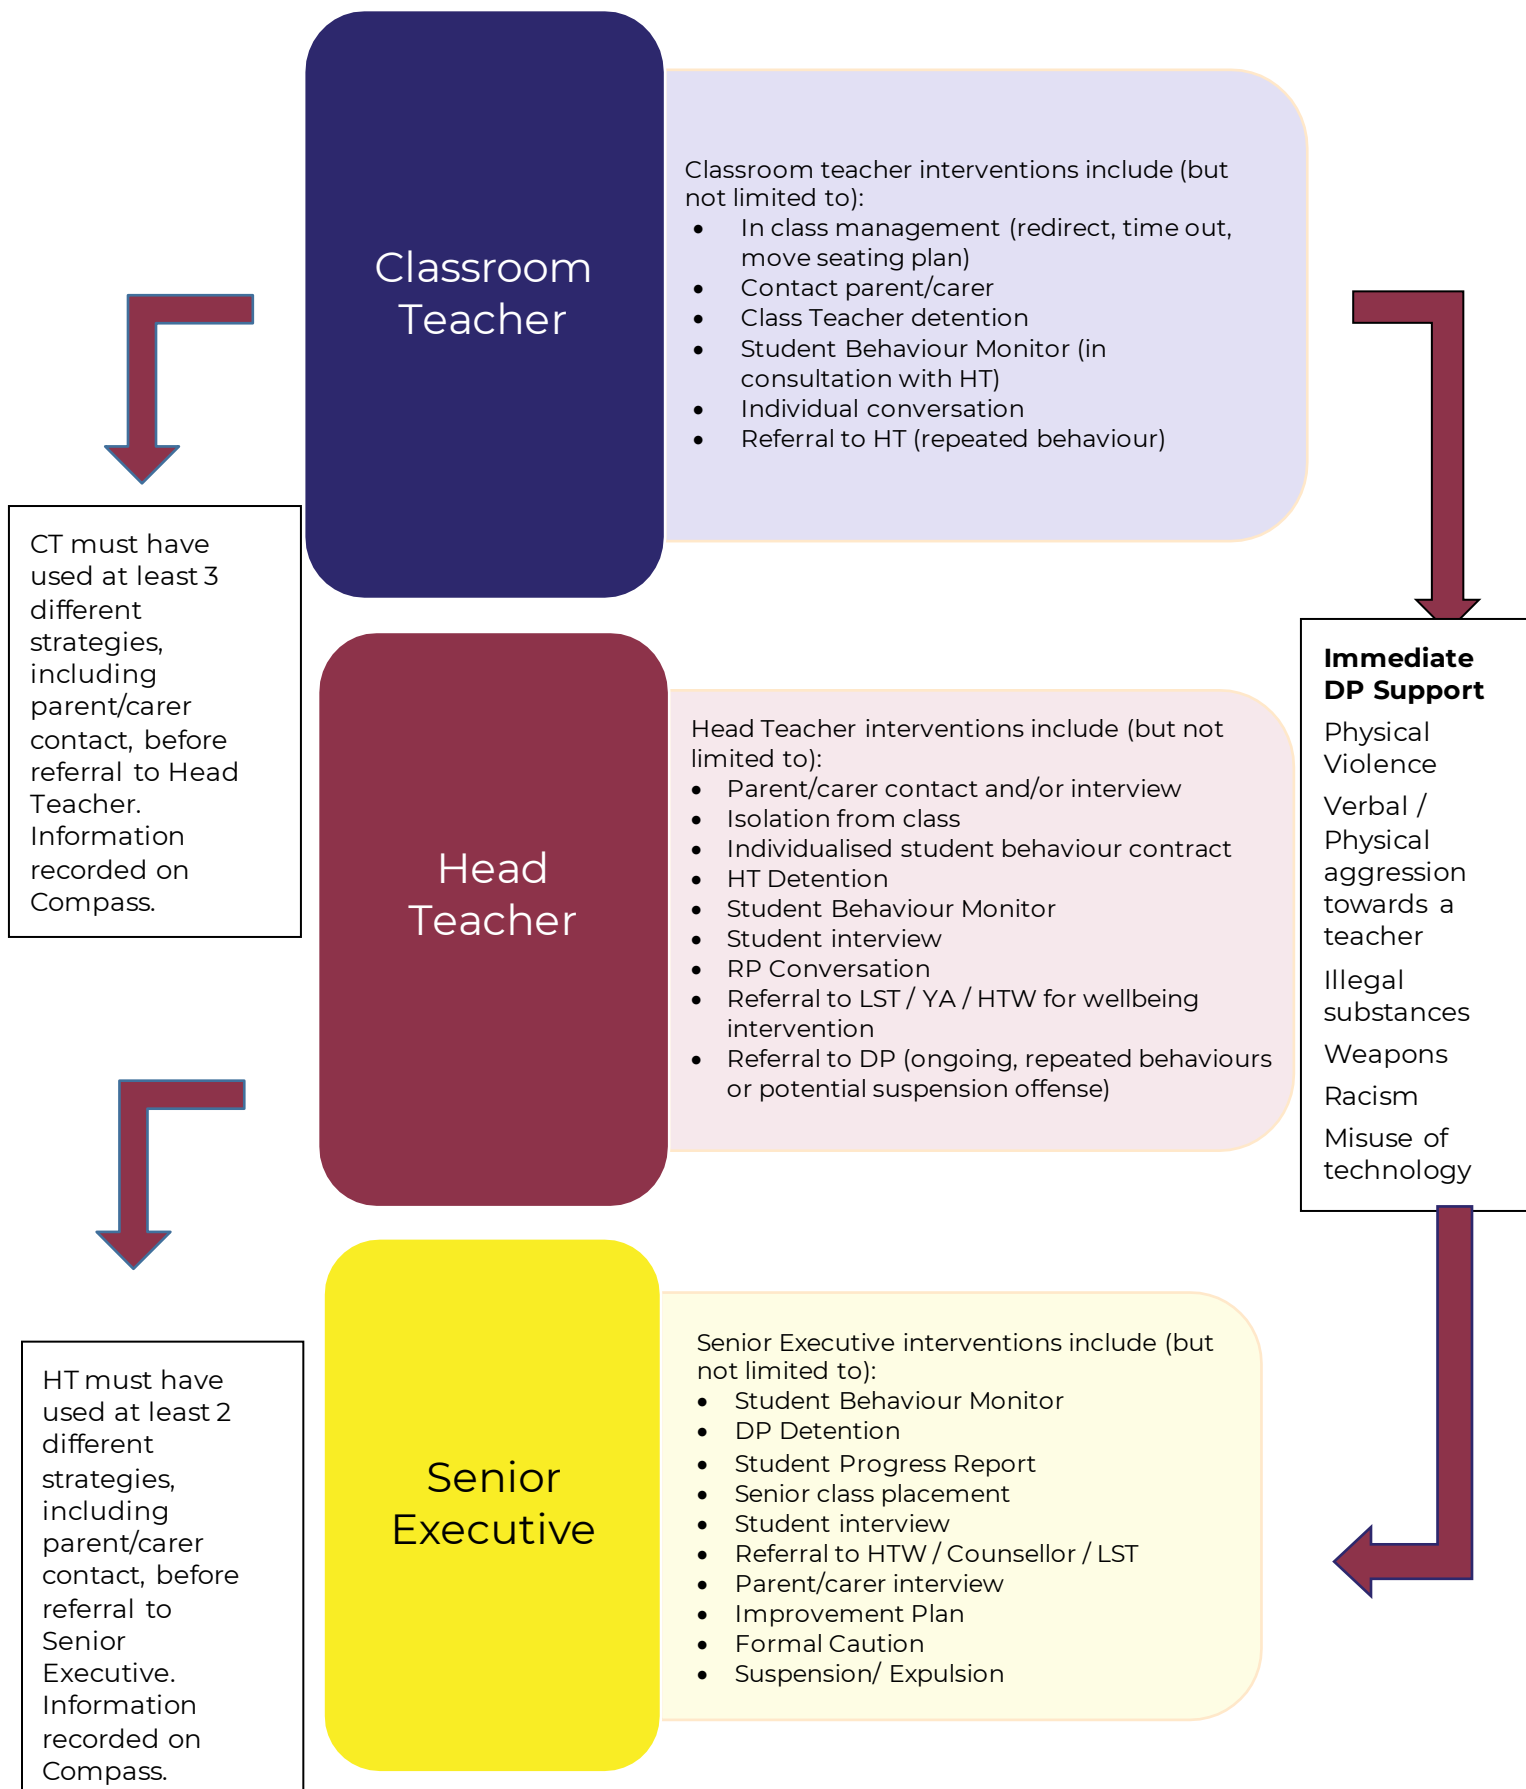 Classroom
Teacher
Classroom teacher interventions include (but
not limited to):
• In class management (redirect, time out,
move seating plan)
• Contact parent/carer
• Class Teacher detention
• Student Behaviour Monitor (in
consultation with HT)
• Individual conversation
• Referral to HT (repeated behaviour)
CT must have
used at least 3
different
strategies,
including
parent/carer
contact, before
referral to Head
Teacher.
Information
recorded on
Compass.
Head
Teacher
Head Teacher interventions include (but not
limited to):
• Parent/carer contact and/or interview
• Isolation from class
• Individualised student behaviour contract
• HT Detention
• Student Behaviour Monitor
• Student interview
• RP Conversation
• Referral to LST / YA / HTW for wellbeing
intervention
• Referral to DP (ongoing, repeated behaviours
or potential suspension offense)
Immediate
DP Support
Physical
Violence
Verbal /
Physical
aggression
towards a
teacher
Illegal
substances
Weapons
Racism
Misuse of
technology
HT must have
used at least 2
different
strategies,
including
parent/carer
contact, before
referral to
Senior
Executive.
Information
recorded on
Compass.
Senior
Executive
Senior Executive interventions include (but
not limited to):
• Student Behaviour Monitor
• DP Detention
• Student Progress Report
• Senior class placement
• Student interview
• Referral to HTW / Counsellor / LST
• Parent/carer interview
• Improvement Plan
• Formal Caution
• Suspension/ Expulsion